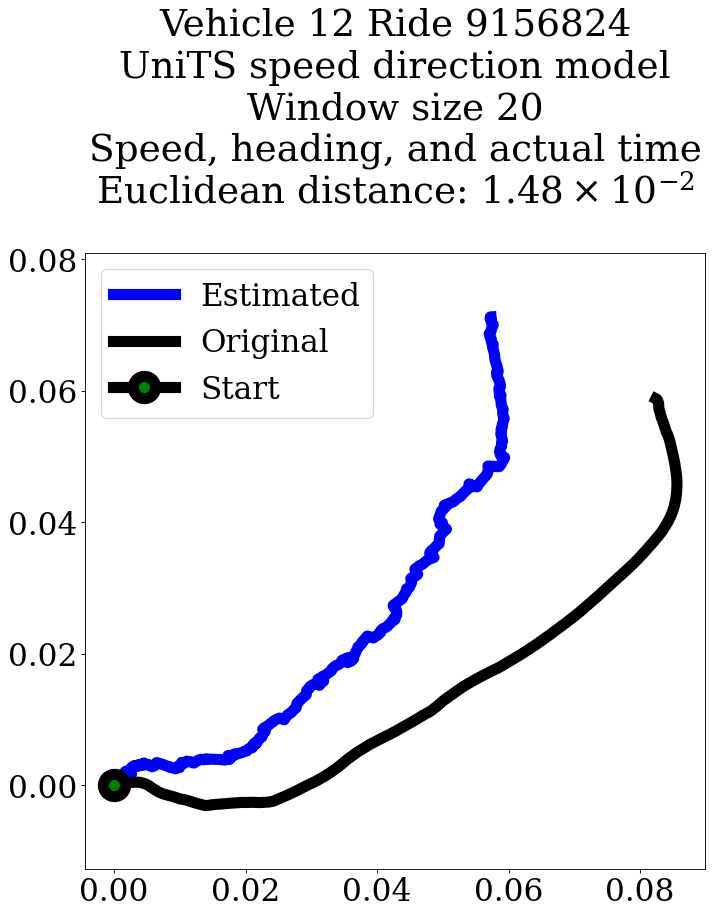 Vehicle 12 Ride 9156824
UniTS speed direction model
Window size 20
Speed, heading, and actual time
Euclidean distance: 1.48 × 10⁻²
0.08
0.06
0.04
0.02
0.00
Estimated
Original
Start
0.00 0.02 0.04 0.06 0.08